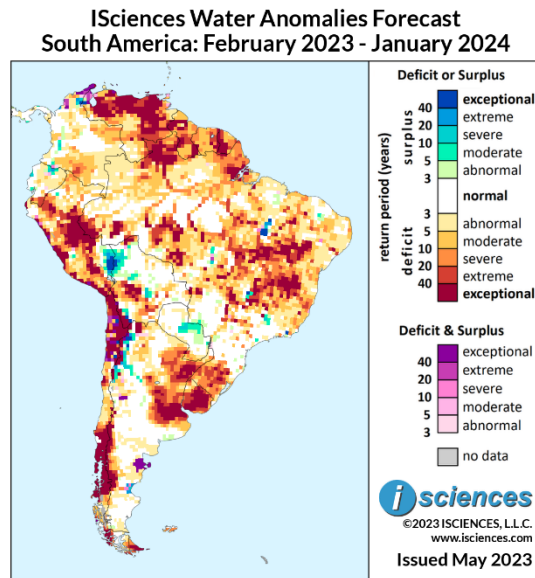 ISciences Water Anomalies Forecast
South America: February 2023 - January 2024
Deficit or Surplus
return period (years)
surplus
exceptional
40
extreme
20
severe
10
moderate
5
abnormal
3
normal
3
abnormal
5
moderate
10
severe
20
extreme
40
exceptional
deficit
Deficit & Surplus
exceptional
40
extreme
20
severe
10
moderate
5
abnormal
3
no data
i sciences
©2023 ISCIENCES, L.L.C.
www.isciences.com
Issued May 2023